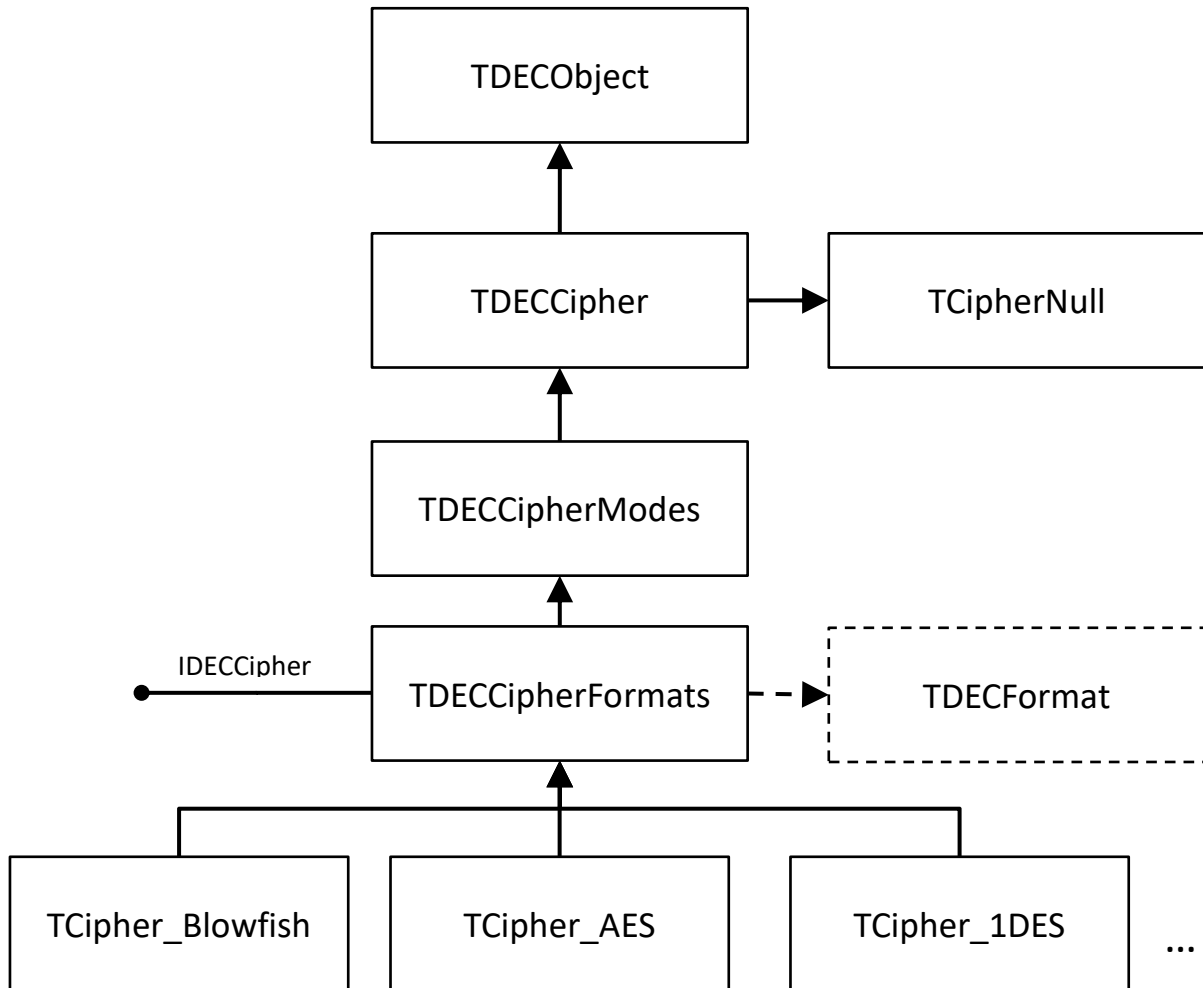 TDECObject
TDECCipher
TCipherNull
TDECCipherModes
IDECCipher
TDECCipherFormats
TDECFormat
TCipher_Blowfish
TCipher_AES
TCipher_1DES
...